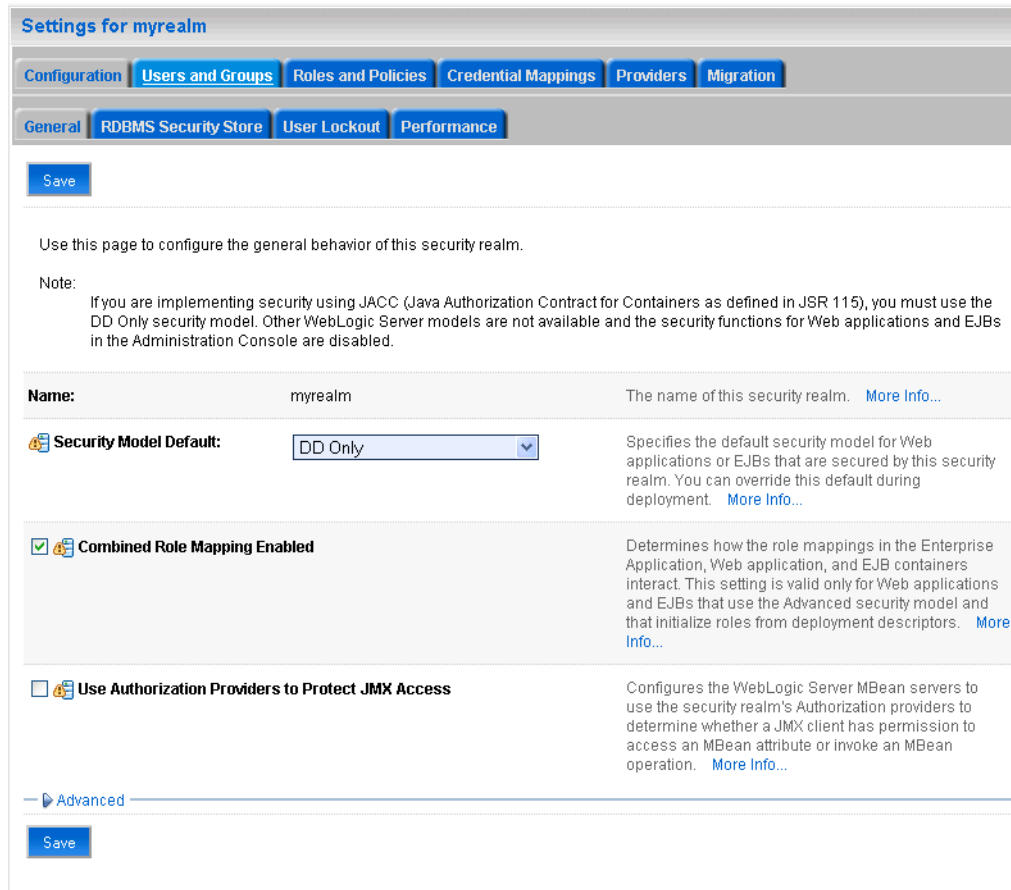 Settings for myrealm
Configuration Users and Groups Roles and Policies Credential Mappings Providers Migration
General RDBMS Security Store User Lockout Performance
Save
Use this page to configure the general behavior of this security realm.
Note:
If you are implementing security using JACC (Java Authorization Contract for Containers as defined in JSR 115), you must use the
DD Only security model. Other WebLogic Server models are not available and the security functions for Web applications and EJBs
in the Administration Console are disabled.
Name: myrealm The name of this security realm. More Info...
Security Model Default: DD Only
Specifies the default security model for Web
applications or EJBs that are secured by this security
realm. You can override this default during
deployment. More Info...
Combined Role Mapping Enabled
Determines how the role mappings in the Enterprise
Application, Web application, and EJB containers
interact. This setting is valid only for Web applications
and EJBs that use the Advanced security model and
that initialize roles from deployment descriptors. More
Info...
Use Authorization Providers to Protect JMX Access
Configures the WebLogic Server MBean servers to
use the security realm's Authorization providers to
determine whether a JMX client has permission to
access an MBean attribute or invoke an MBean
operation. More Info...
Advanced
Save